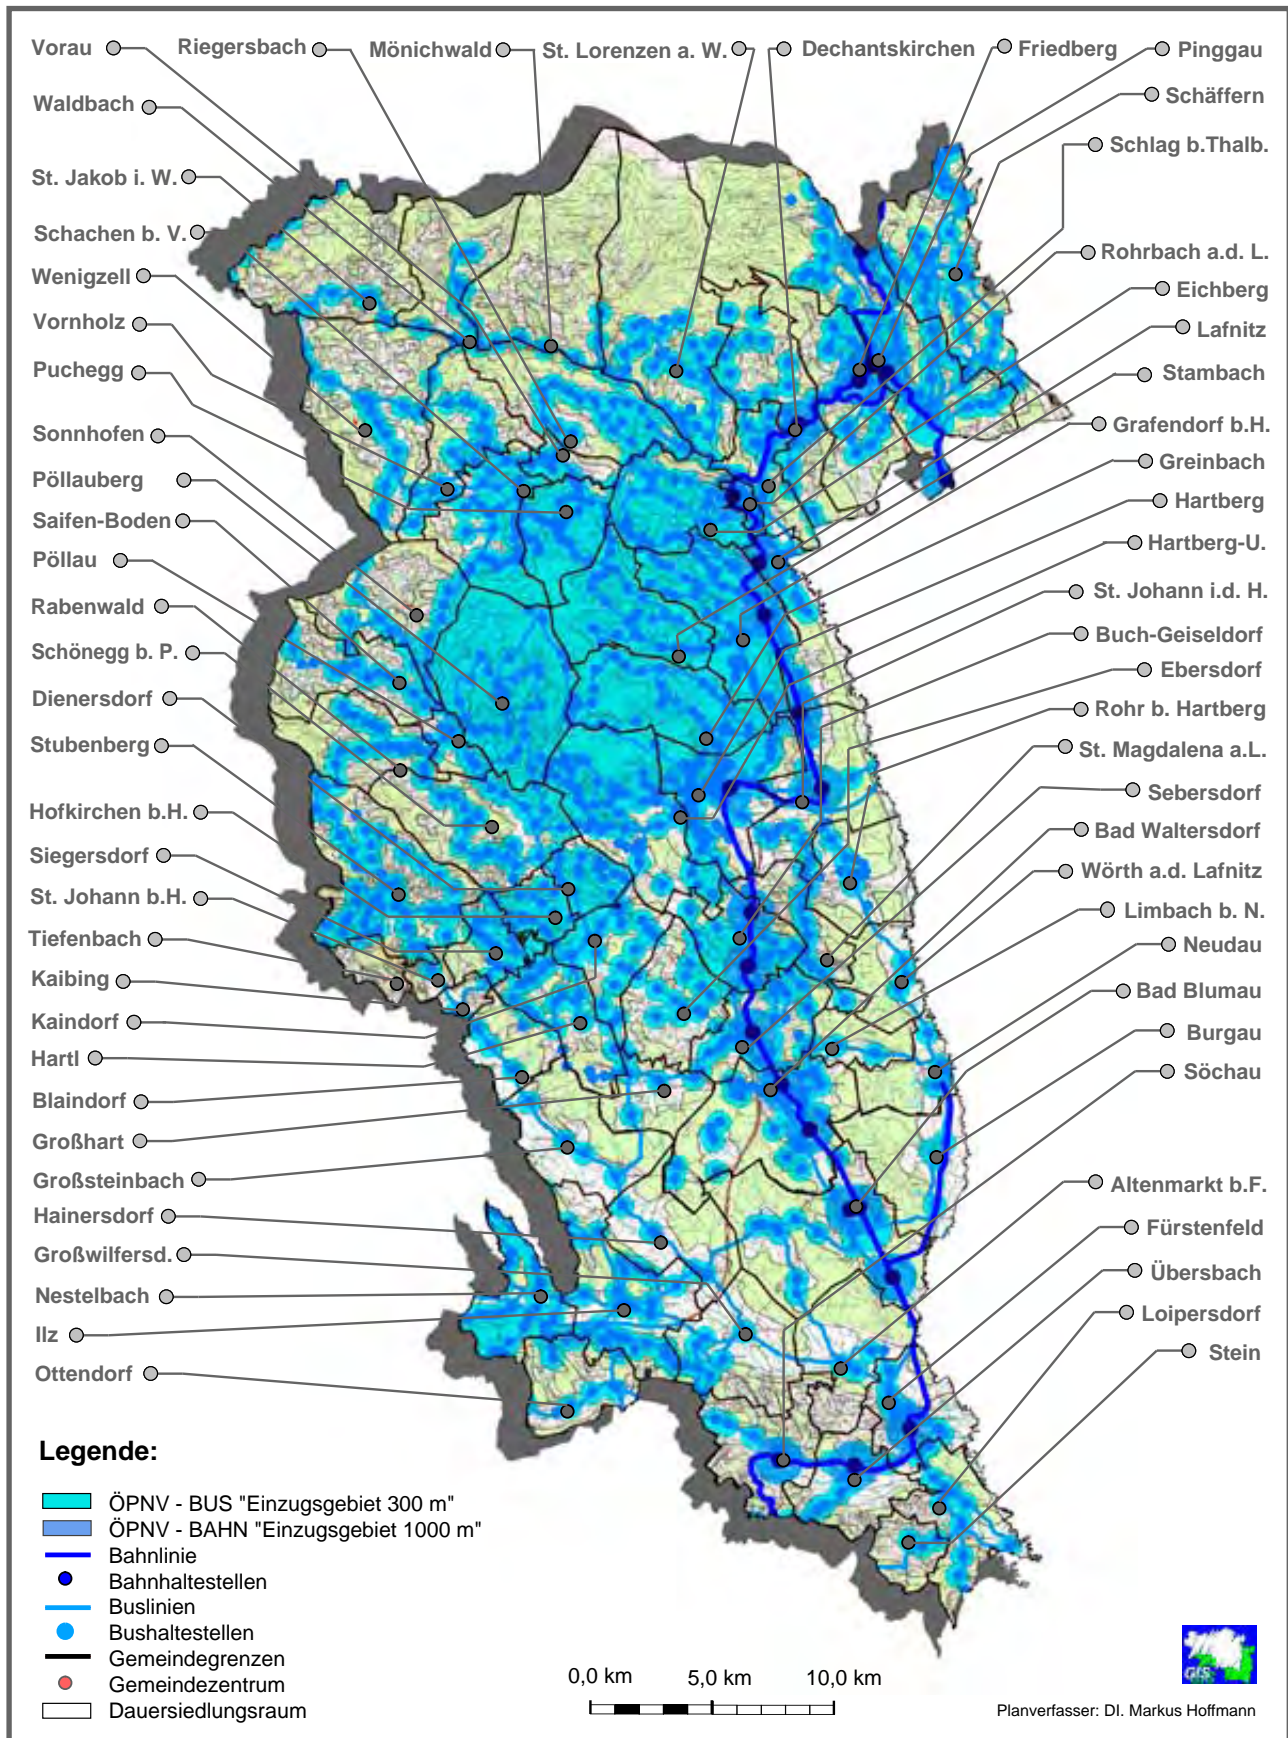 Vorau
Riegersbach
Mönichwald
St. Lorenzen a. W.
Dechantskirchen
Friedberg
Pinggau
Waldbach
Schäffern
St. Jakob i. W.
Schlag b.Thalb.
Schachen b. V.
Rohrbach a.d. L.
Wenigzell
Eichberg
Vornholz
Lafnitz
Puchegg
Stambach
Sonnhofen
Grafendorf b.H.
Pöllauberg
Greinbach
Saifen-Boden
Hartberg
Pöllau
Hartberg-U.
Rabenwald
St. Johann i.d. H.
Schönegg b. P.
Buch-Geiseldorf
Dienersdorf
Ebersdorf
Stubenberg
Rohr b. Hartberg
Hofkirchen b.H.
St. Magdalena a.L.
Siegersdorf
Sebersdorf
St. Johann b.H.
Bad Waltersdorf
Tiefenbach
Wörth a.d. Lafnitz
Kaibing
Limbach b. N.
Kaindorf
Neudau
Hartl
Bad Blumau
Blaindorf
Burgau
Großhart
Söchau
Großsteinbach
Altenmarkt b.F.
Hainersdorf
Fürstenfeld
Großwilfersd.
Übersbach
Nestelbach
Loipersdorf
Ilz
Stein
Ottendorf
Legende:
ÖPNV - BUS "Einzugsgebiet 300 m"
ÖPNV - BAHN "Einzugsgebiet 1000 m"
Bahnlinie
Bahnhaltestellen
Buslinien
Bushaltestellen
Gemeindegrenzen
Gemeindezentrum
Dauersiedlungsraum
0,0 km 5,0 km 10,0 km
GIS
Planverfasser: DI. Markus Hoffmann